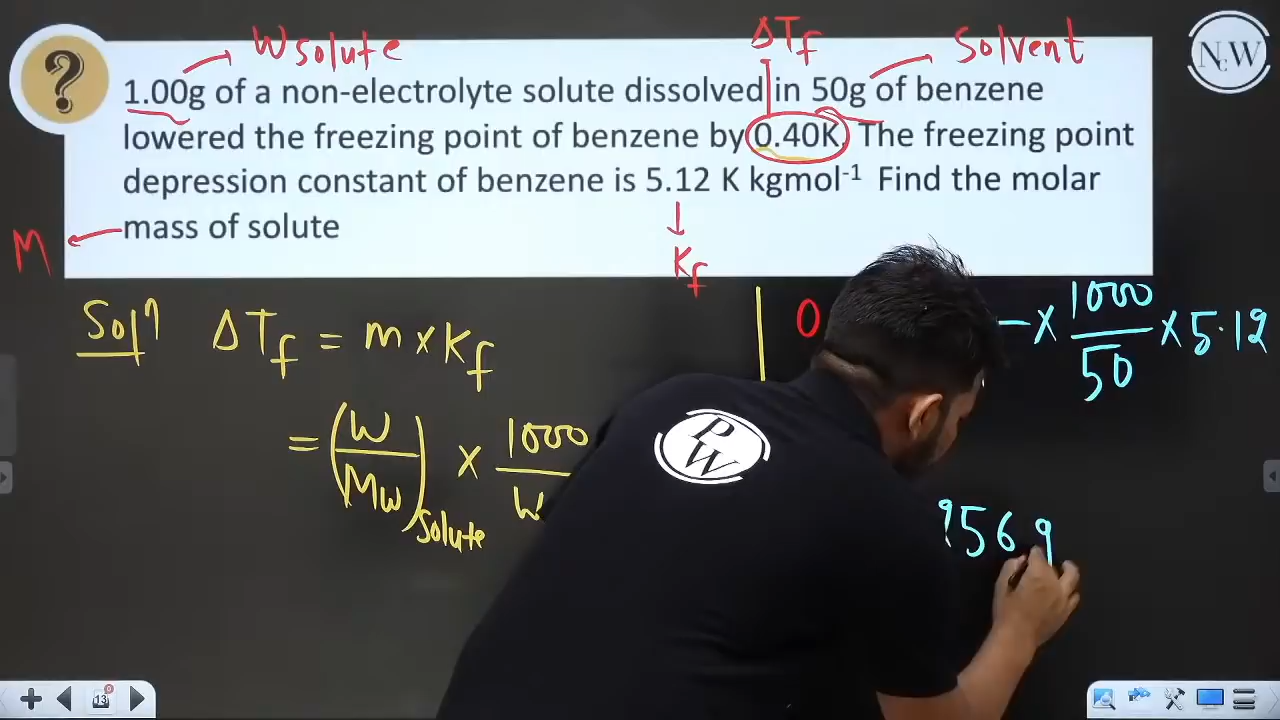 W solute
ΔTf
Solvent
1.00g of a non-electrolyte solute dissolved in 50g of benzene
lowered the freezing point of benzene by 0.40K. The freezing point
depression constant of benzene is 5.12 K kgmol⁻¹ Find the molar
mass of solute
M
Kf
Solⁿ ΔTf = m × Kf
= (W/Mw)solute × 1000/W
0
× 1000/50 × 5.12
256 g
PW
13